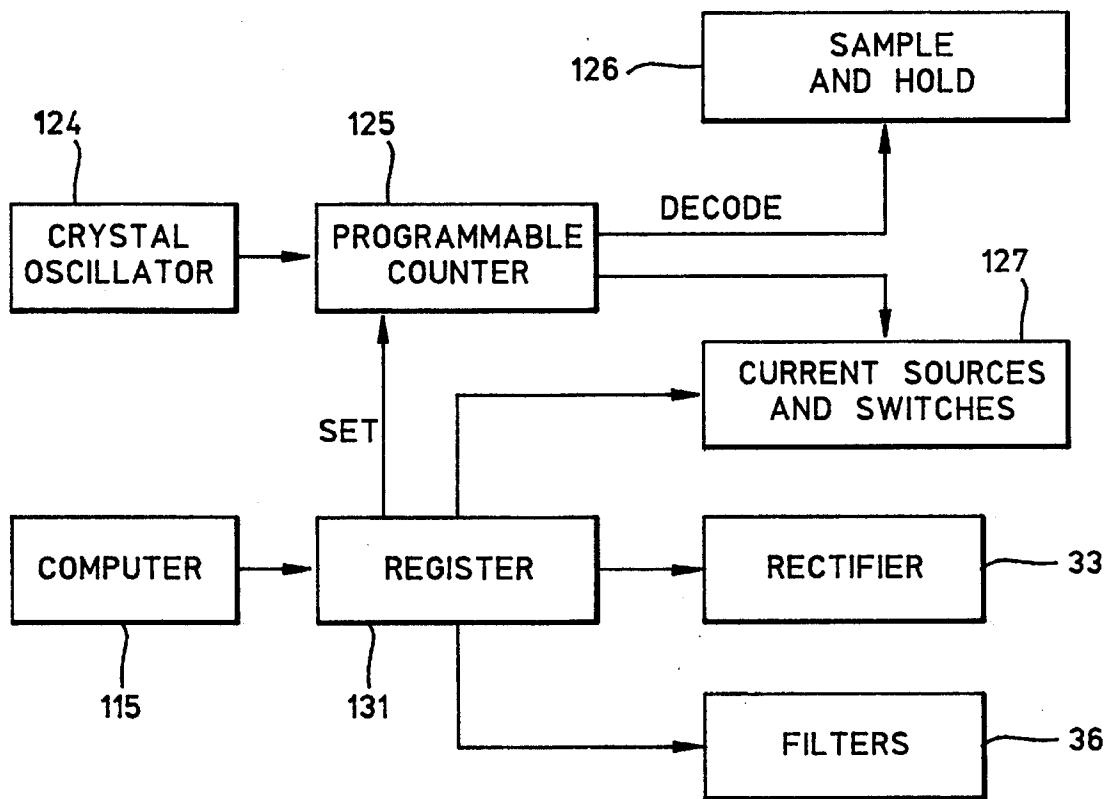 SAMPLE
AND HOLD
126
124
125
DECODE
CRYSTAL
OSCILLATOR
PROGRAMMABLE
COUNTER
127
CURRENT SOURCES
AND SWITCHES
SET
COMPUTER
REGISTER
RECTIFIER
33
115
131
FILTERS
36